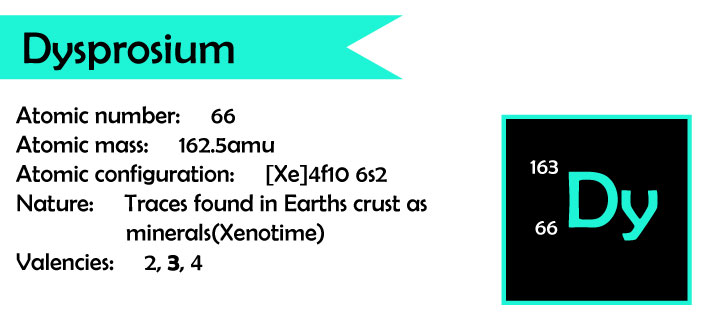 Dysprosium
Atomic number: 66
Atomic mass: 162.5amu
Atomic configuration: [Xe]4f10 6s2
Nature: Traces found in Earths crust as
minerals(Xenotime)
Valencies: 2, 3, 4
163
66
Dy